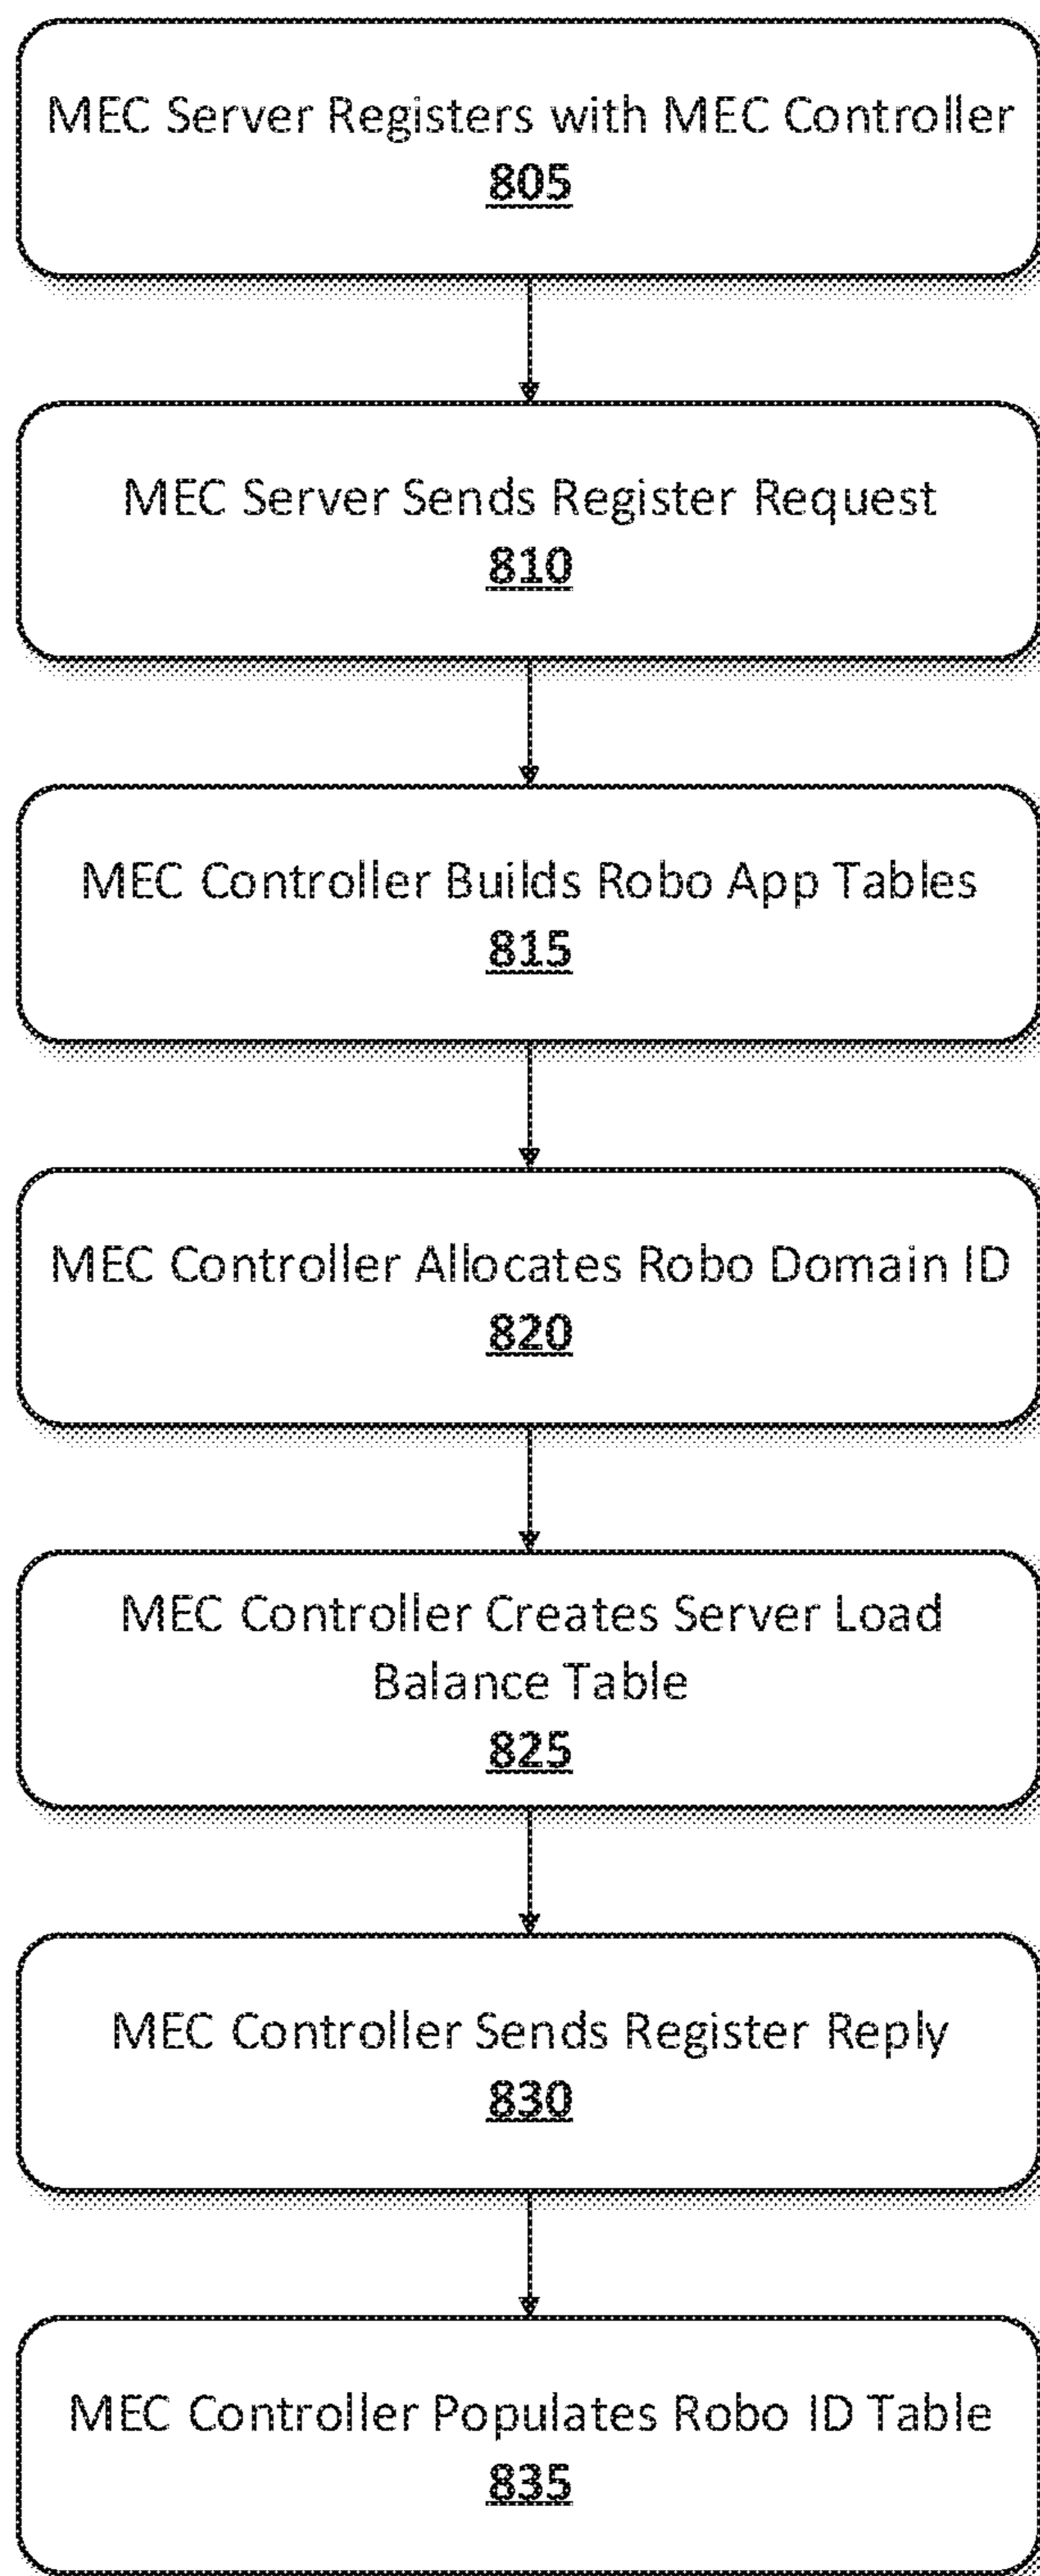 MEC Server Registers with MEC Controller
805
MEC Server Sends Register Request
810
MEC Controller Builds Robo App Tables
815
MEC Controller Allocates Robo Domain ID
820
MEC Controller Creates Server Load
Balance Table
825
MEC Controller Sends Register Reply
830
MEC Controller Populates Robo ID Table
835